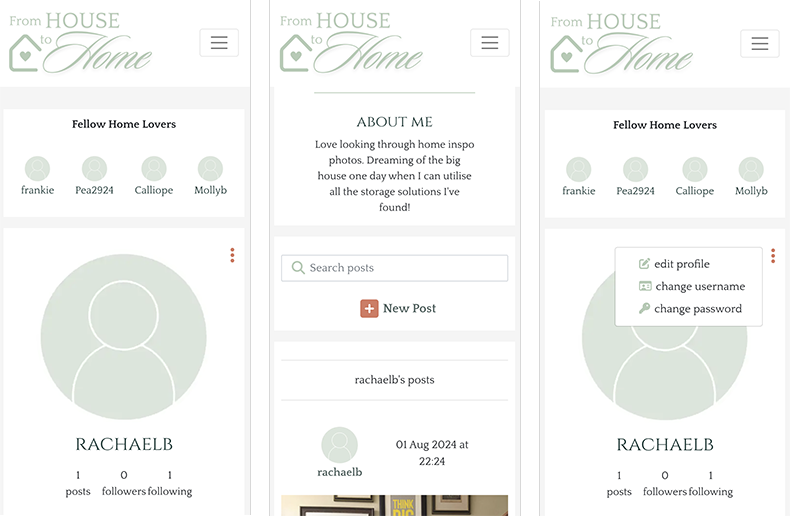 From HOUSE
to
Home
Fellow Home Lovers
frankie Pea2924 Calliope Mollyb
RACHAELB
1 0 1
posts followers following
From HOUSE
to
Home
ABOUT ME
Love looking through home inspo
photos. Dreaming of the big
house one day when I can utilise
all the storage solutions I've
found!
Search posts
New Post
rachaelb's posts
01 Aug 2024 at
22:24
rachaelb
THINK
BIG
From HOUSE
to
Home
Fellow Home Lovers
frankie Pea2924 Calliope Mollyb
edit profile
change username
change password
RACHAELB
1 0 1
posts followers following